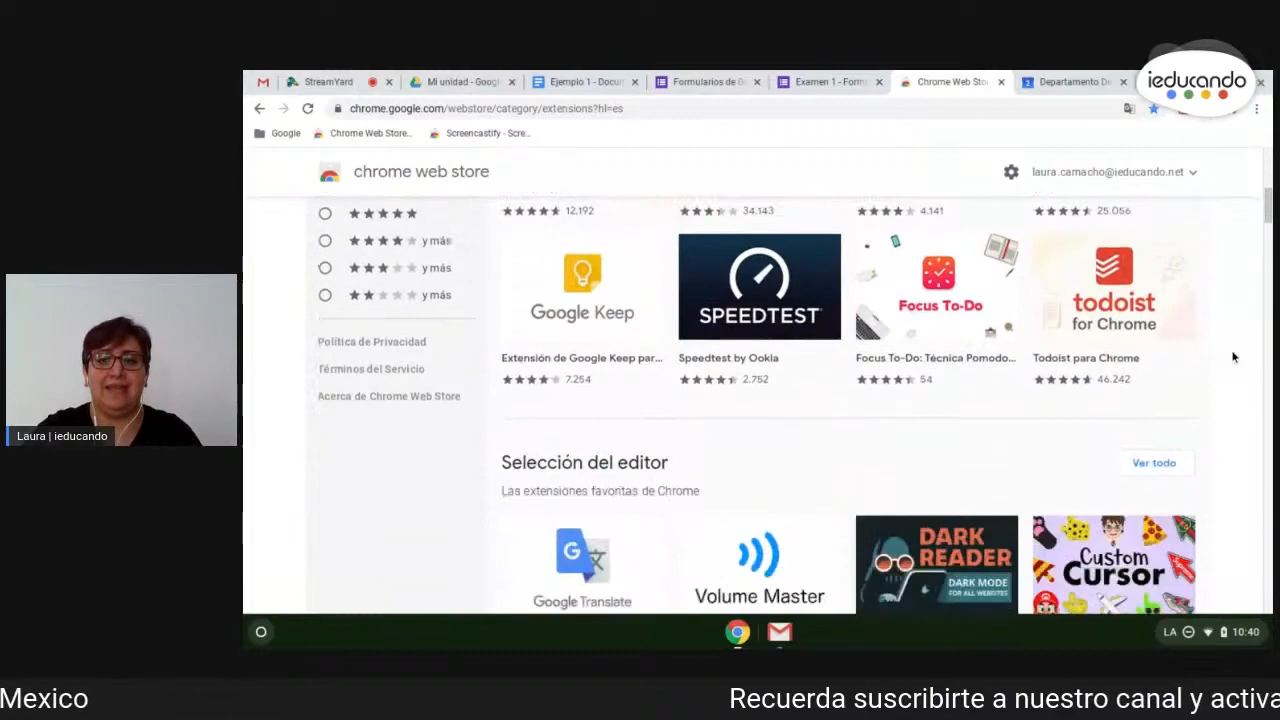 ieducando
StreamYard
Mi unidad - Googl
Ejemplo 1 - Docu
Formularios de G
Examen 1 - Form
Chrome Web Sto
Departamento De
chrome.google.com/webstore/category/extensions?hl=es
Google
Chrome Web Store...
Screencastify - Scre...
chrome web store
laura.camacho@ieducando.net
12.192
34.143
4.141
25.056
y más
y más
y más
Google Keep
SPEEDTEST
Focus To-Do
todoist
for Chrome
Política de Privacidad
Términos del Servicio
Acerca de Chrome Web Store
Extensión de Google Keep par...
Speedtest by Ookla
Focus To-Do: Técnica Pomodo...
Todoist para Chrome
7.254
2.752
54
46.242
Selección del editor
Ver todo
Las extensiones favoritas de Chrome
Google Translate
Volume Master
DARK
READER
DARK MODE
FOR ALL WEBSITES
Custom
Cursor
Laura | ieducando
LA
10:40
Mexico
Recuerda suscribirte a nuestro canal y activa